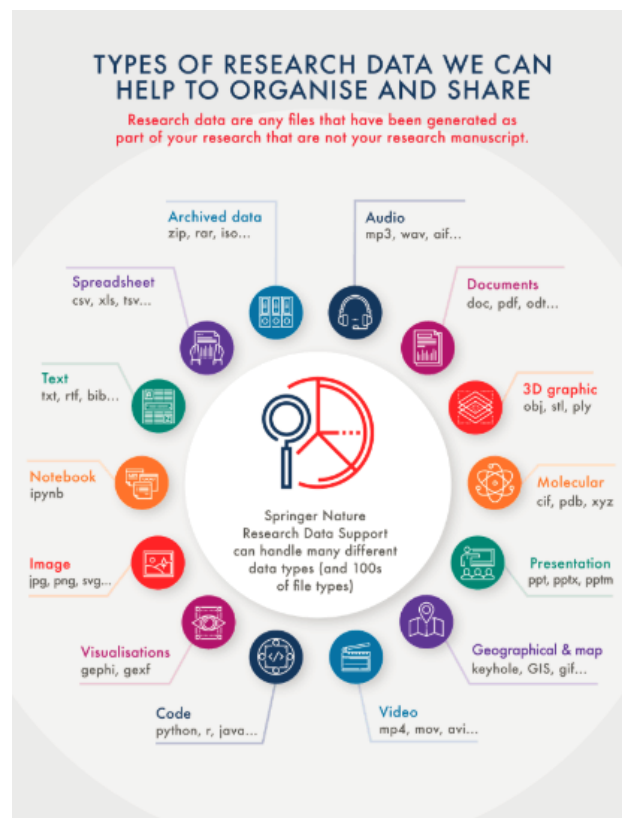 TYPES OF RESEARCH DATA WE CAN
HELP TO ORGANISE AND SHARE
Research data are any files that have been generated as
part of your research that are not your research manuscript.
Archived data
zip, rar, iso...
Audio
mp3, wav, aif...
Spreadsheet
csv, xls, tsv...
Documents
doc, pdf, odt...
Text
txt, rtf, bib...
3D graphic
obj, stl, ply
Notebook
ipynb
Molecular
cif, pdb, xyz
Springer Nature
Research Data Support
can handle many different
data types (and 100s
of file types)
Image
jpg, png, svg...
Presentation
ppt, pptx, pptm
Visualisations
gephi, gexf
Geographical & map
keyhole, GIS, gif...
Code
python, r, java...
Video
mp4, mov, avi...